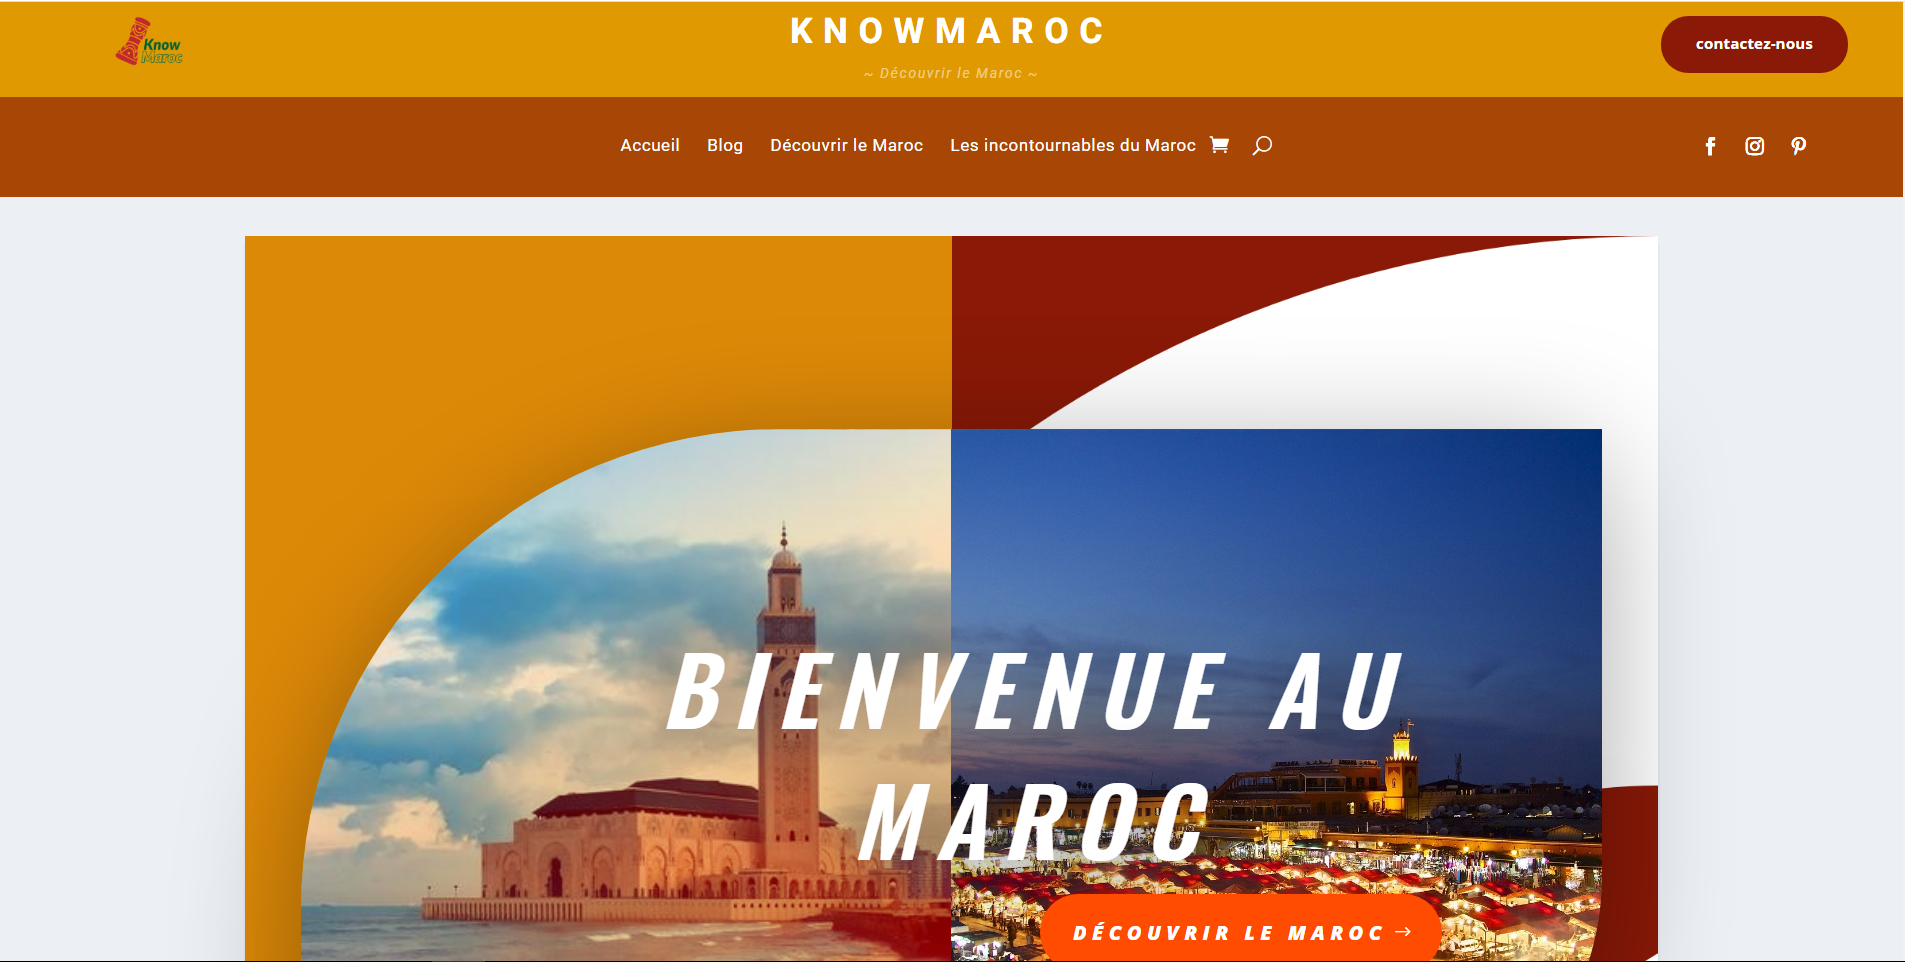 Know
Maroc
KNOWMAROC
~ Découvrir le Maroc ~
contactez-nous
Accueil Blog Découvrir le Maroc Les incontournables du Maroc
BIENVENUE AU
MAROC
DÉCOUVRIR LE MAROC →